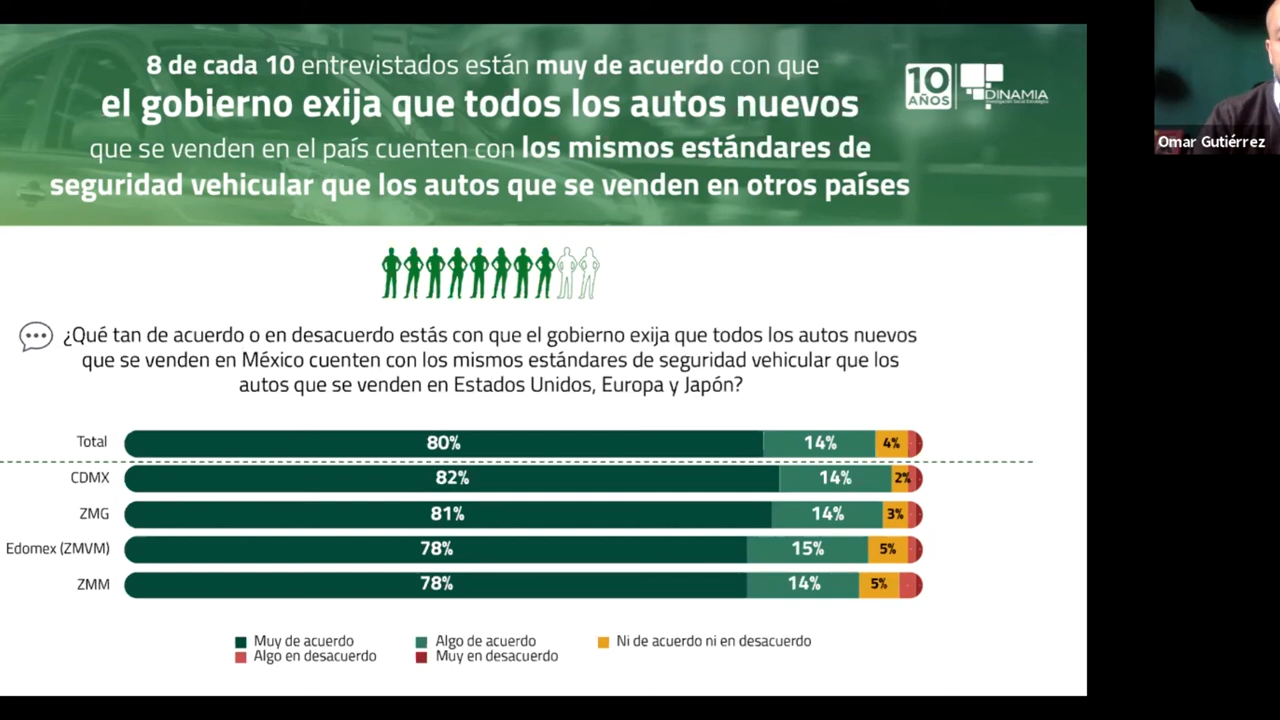 8 de cada 10 entrevistados están muy de acuerdo con que
el gobierno exija que todos los autos nuevos
que se venden en el país cuenten con los mismos estándares de
seguridad vehicular que los autos que se venden en otros países
10
AÑOS
DINAMIA
Omar Gutiérrez
¿Qué tan de acuerdo o en desacuerdo estás con que el gobierno exija que todos los autos nuevos
que se venden en México cuenten con los mismos estándares de seguridad vehicular que los
autos que se venden en Estados Unidos, Europa y Japón?
Total 80% 14% 4%
CDMX 82% 14% 2%
ZMG 81% 14% 3%
Edomex (ZMVM) 78% 15% 5%
ZMM 78% 14% 5%
Muy de acuerdo Algo de acuerdo Ni de acuerdo ni en desacuerdo
Algo en desacuerdo Muy en desacuerdo